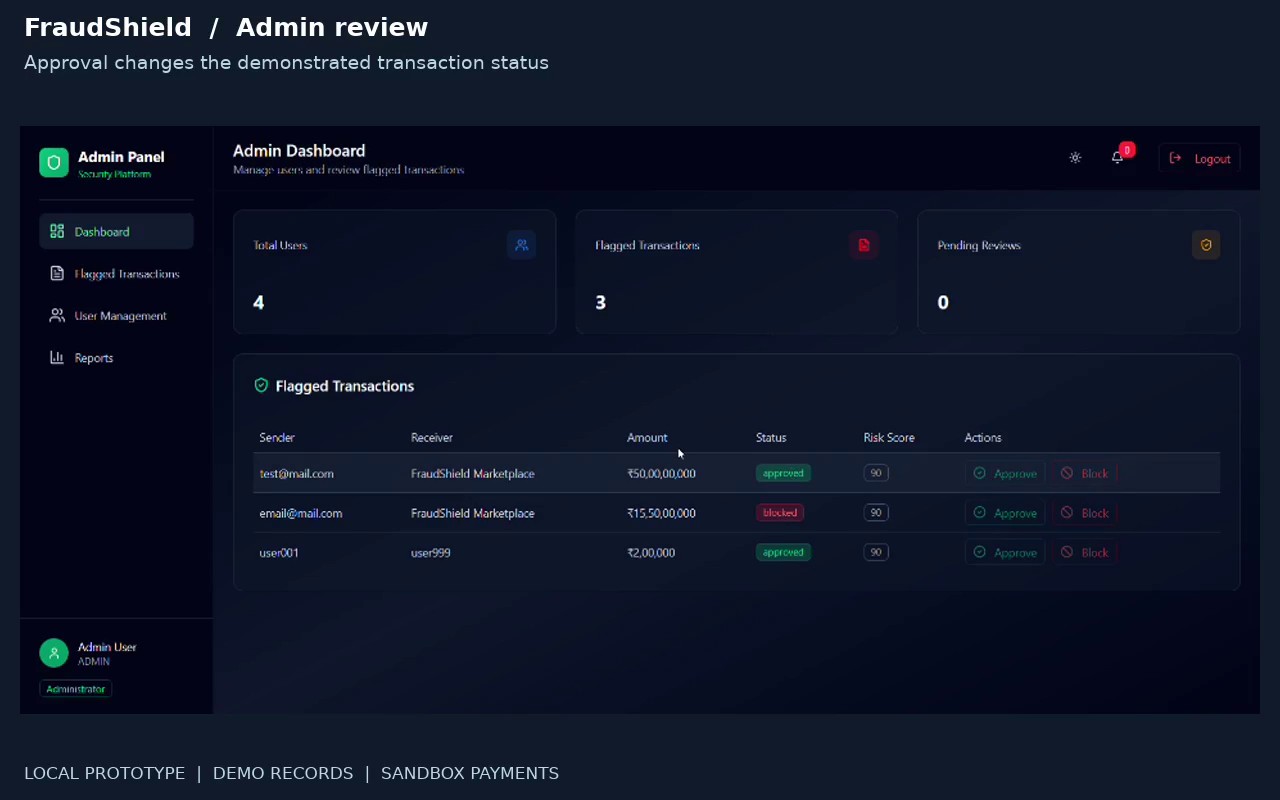 FraudShield / Admin review
Approval changes the demonstrated transaction status
Admin Panel
Security Platform
Dashboard
Flagged Transactions
User Management
Reports
Admin User
ADMIN
Administrator
Admin Dashboard
Manage users and review flagged transactions
0
Logout
Total Users
4
Flagged Transactions
3
Pending Reviews
0
Flagged Transactions
Sender Receiver Amount Status Risk Score Actions
test@mail.com FraudShield Marketplace ₹50,00,00,000 approved 90 Approve Block
email@mail.com FraudShield Marketplace ₹15,50,00,000 blocked 90 Approve Block
user001 user999 ₹2,00,000 approved 90 Approve Block
LOCAL PROTOTYPE | DEMO RECORDS | SANDBOX PAYMENTS